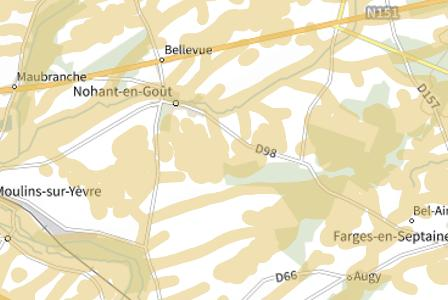 N151
Bellevue
Maubranche
Nohant-en-Goût
D157
D98
Moulins-sur-Yèvre
Bel-Air
Farges-en-Septaine
D66
Augy